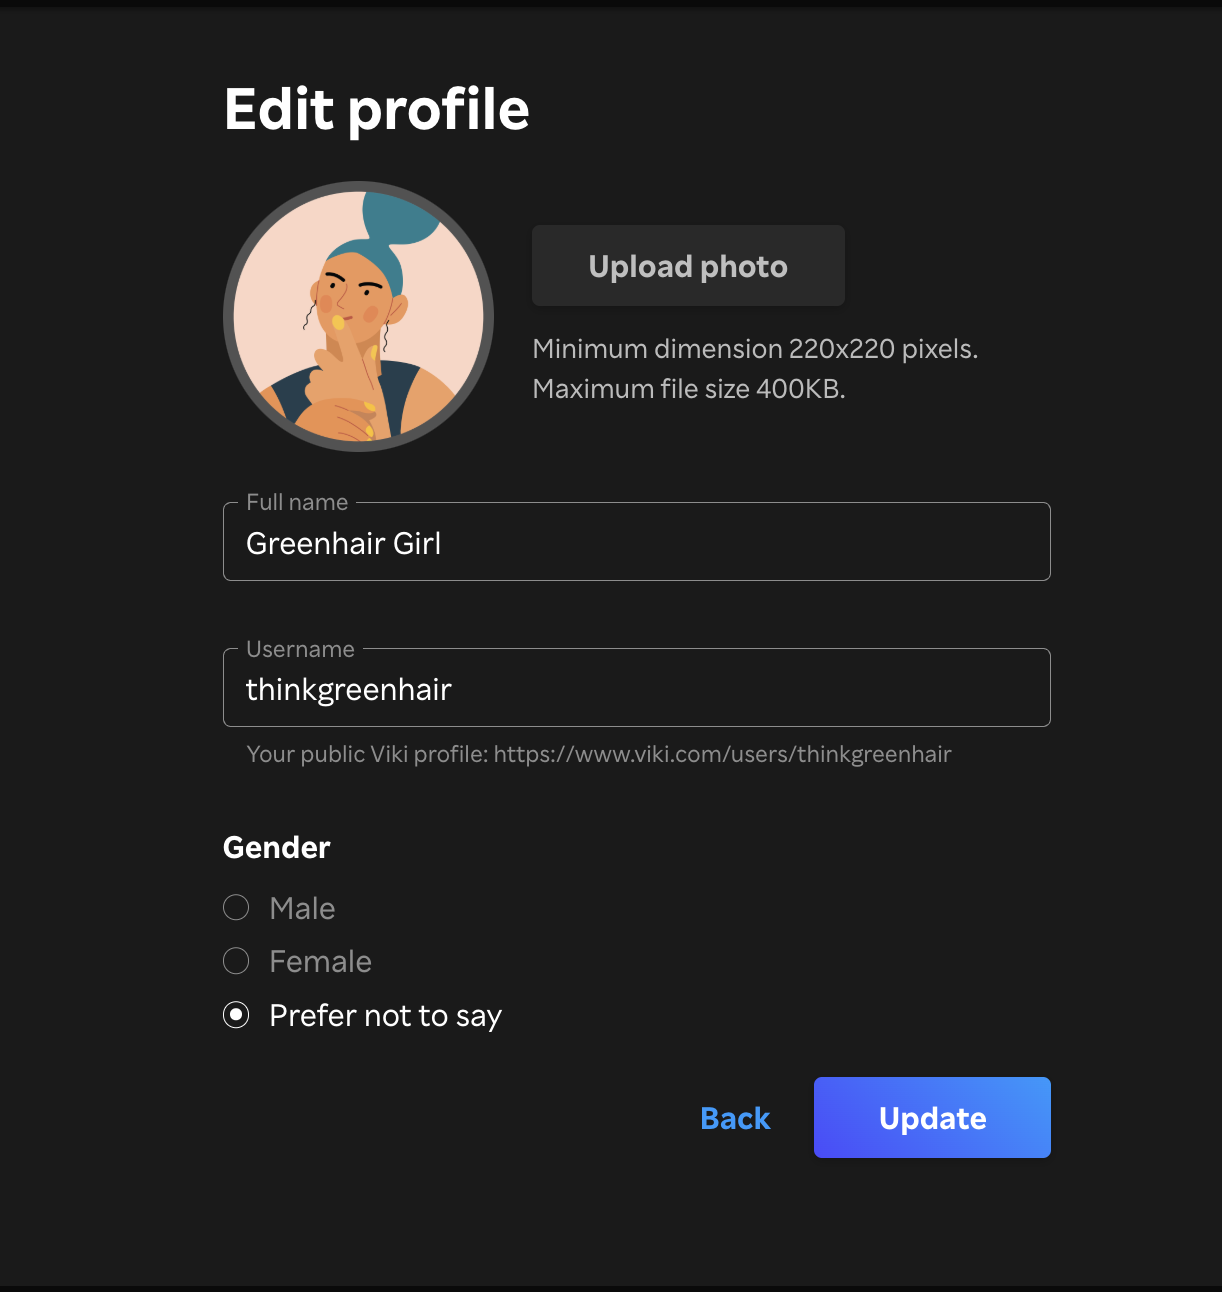 Edit profile
Upload photo
Minimum dimension 220x220 pixels.
Maximum file size 400KB.
Full name
Greenhair Girl
Username
thinkgreenhair
Your public Viki profile: https://www.viki.com/users/thinkgreenhair
Gender
Male
Female
Prefer not to say
Back
Update